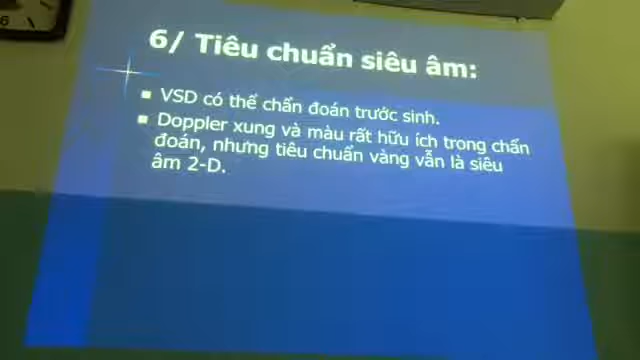 6/ Tiêu chuẩn siêu âm:
▪ VSD có thể chẩn đoán trước sinh.
▪ Doppler xung và màu rất hữu ích trong chẩn
đoán, nhưng tiêu chuẩn vàng vẫn là siêu
âm 2-D.